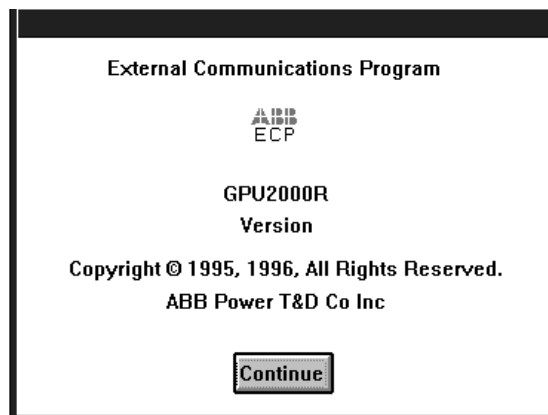 External Communications Program
ABB
ECP
GPU2000R
Version
Copyright © 1995, 1996, All Rights Reserved.
ABB Power T&D Co Inc
Continue